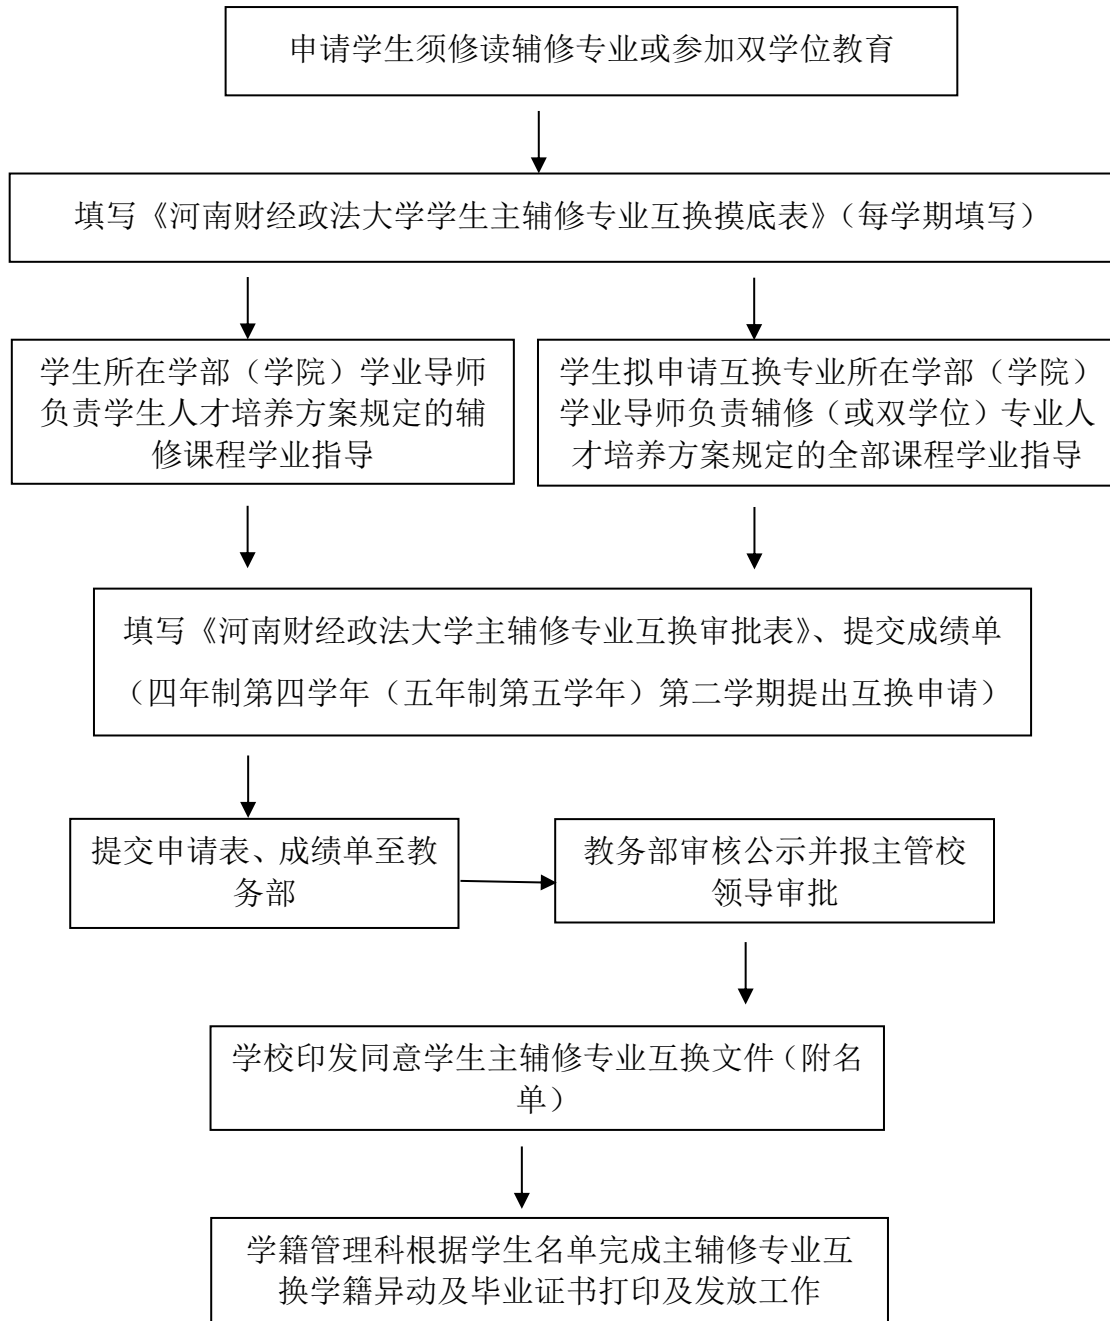 申请学生须修读辅修专业或参加双学位教育
填写《河南财经政法大学学生主辅修专业互换摸底表》（每学期填写）
学生所在学部（学院）学业导师
负责学生人才培养方案规定的辅
修课程学业指导
学生拟申请互换专业所在学部（学院）
学业导师负责辅修（或双学位）专业人
才培养方案规定的全部课程学业指导
填写《河南财经政法大学主辅修专业互换审批表》、提交成绩单
（四年制第四学年（五年制第五学年）第二学期提出互换申请）
提交申请表、成绩单至教
务部
教务部审核公示并报主管校
领导审批
学校印发同意学生主辅修专业互换文件（附名
单）
学籍管理科根据学生名单完成主辅修专业互
换学籍异动及毕业证书打印及发放工作